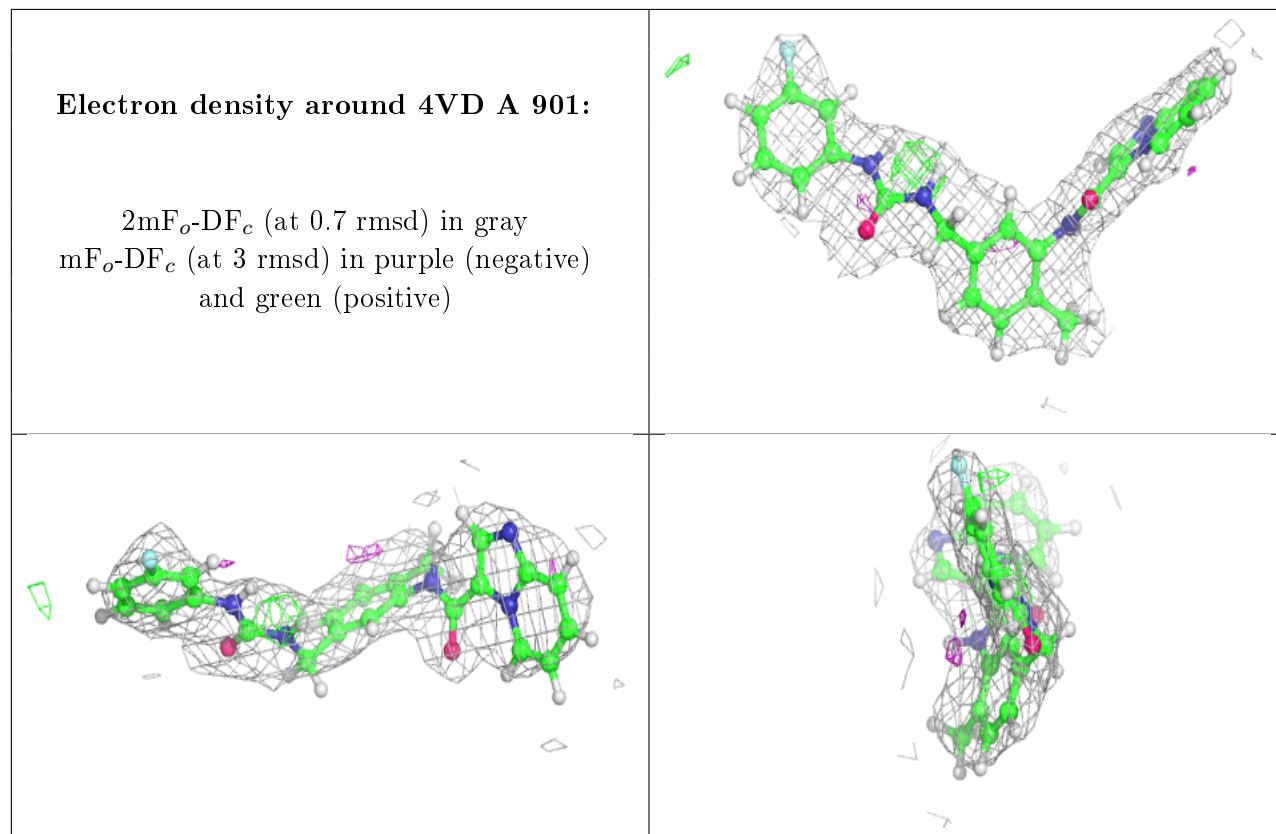 Electron density around 4VD A 901:
2mFo-DFc (at 0.7 rmsd) in gray
mFo-DFc (at 3 rmsd) in purple (negative)
and green (positive)